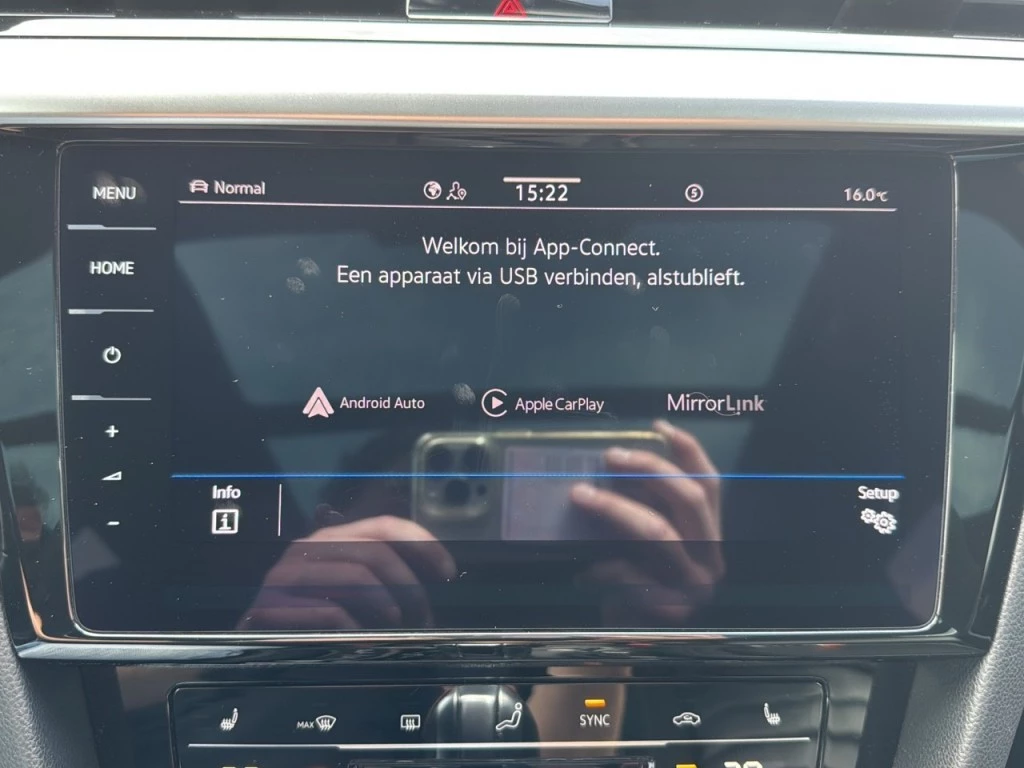 MENU
Normal
15:22
5
16.0°C
HOME
Welkom bij App-Connect.
Een apparaat via USB verbinden, alstublieft.
Android Auto
Apple CarPlay
MirrorLink
+
-
Info
i
Setup
MAX
SYNC